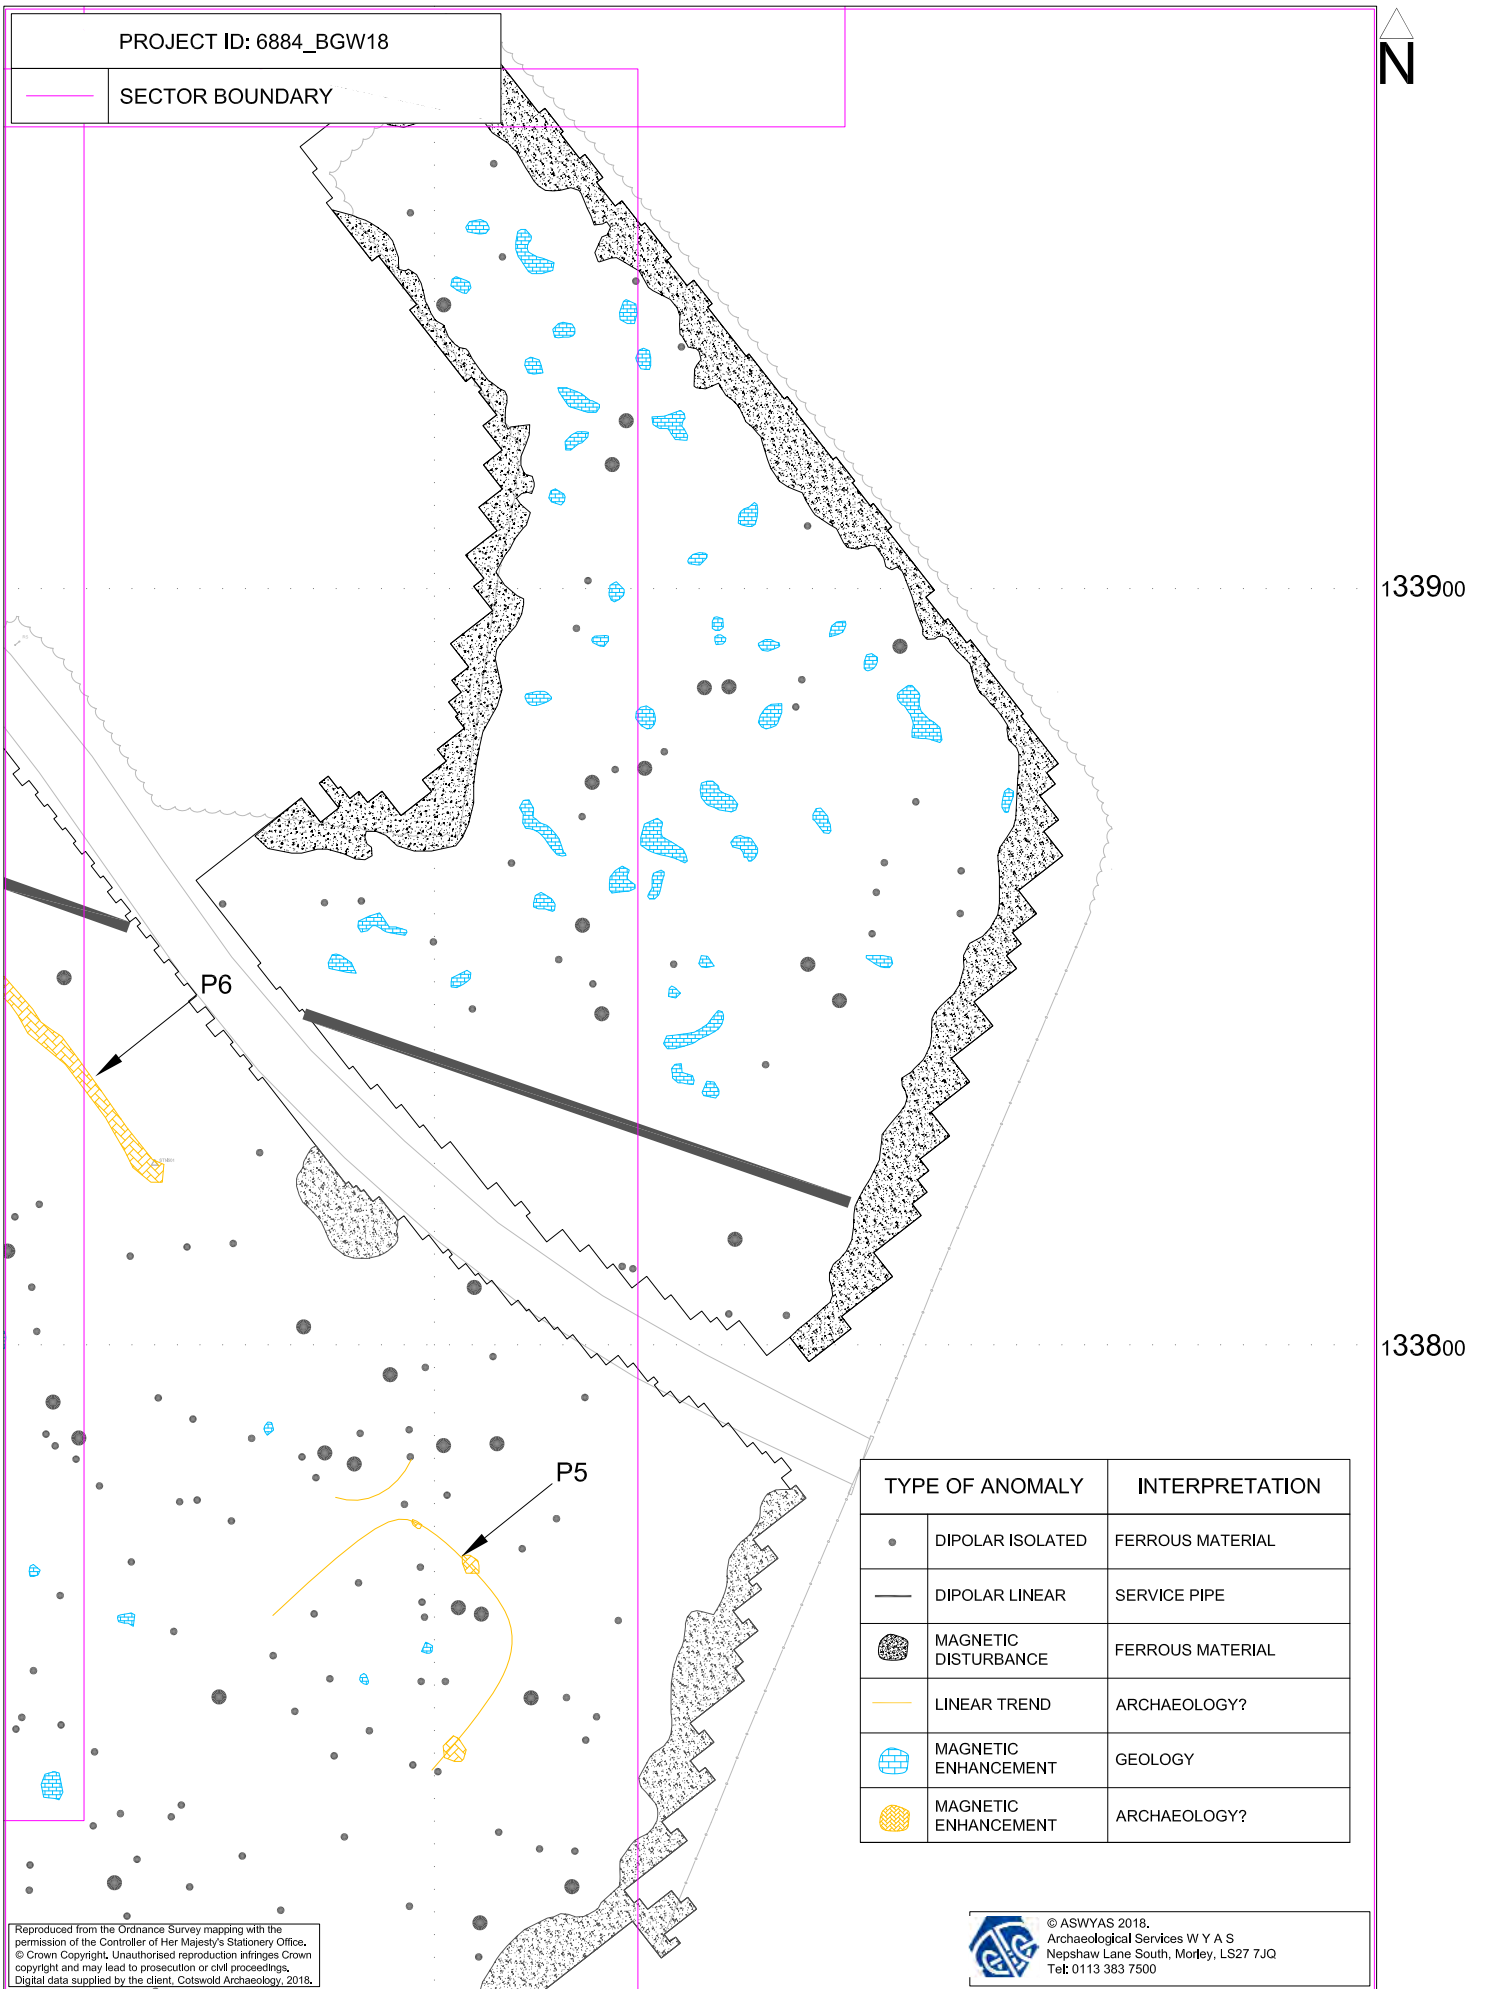 PROJECT ID: 6884_BGW18
SECTOR BOUNDARY
N
133900
P6
133800
P5
TYPE OF ANOMALY INTERPRETATION
DIPOLAR ISOLATED FERROUS MATERIAL
DIPOLAR LINEAR SERVICE PIPE
MAGNETIC
DISTURBANCE
FERROUS MATERIAL
LINEAR TREND ARCHAEOLOGY?
MAGNETIC
ENHANCEMENT
GEOLOGY
MAGNETIC
ENHANCEMENT
ARCHAEOLOGY?
Reproduced from the Ordnance Survey mapping with the
permission of the Controller of Her Majesty's Stationery Office.
© Crown Copyright. Unauthorised reproduction infringes Crown
copyright and may lead to prosecution or civil proceedings.
Digital data supplied by the client, Cotswold Archaeology, 2018.
© ASWYAS 2018.
Archaeological Services W Y A S
Nepshaw Lane South, Morley, LS27 7JQ
Tel: 0113 383 7500